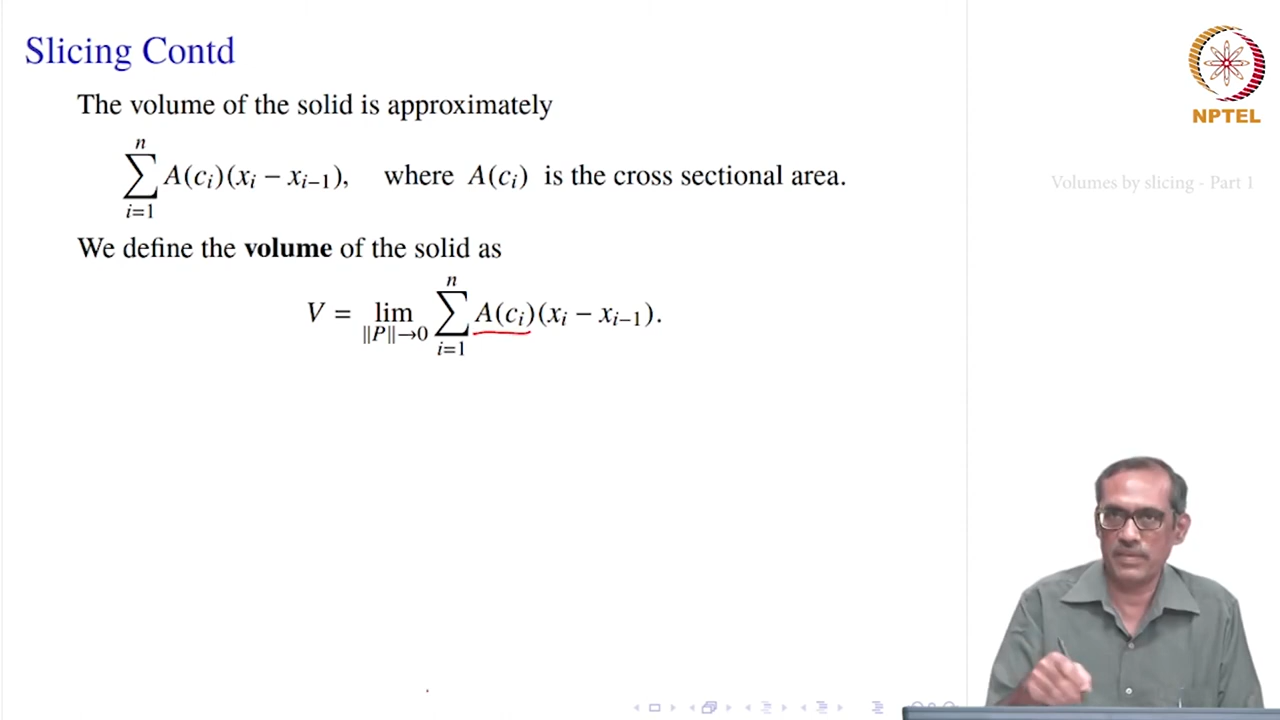 Slicing Contd
The volume of the solid is approximately
n
∑ A(c_i)(x_i − x_{i−1}), where A(c_i) is the cross sectional area.
i=1
We define the volume of the solid as
n
V = lim ∑ A(c_i)(x_i − x_{i−1}).
‖P‖→0 i=1
NPTEL
Volumes by slicing - Part 1